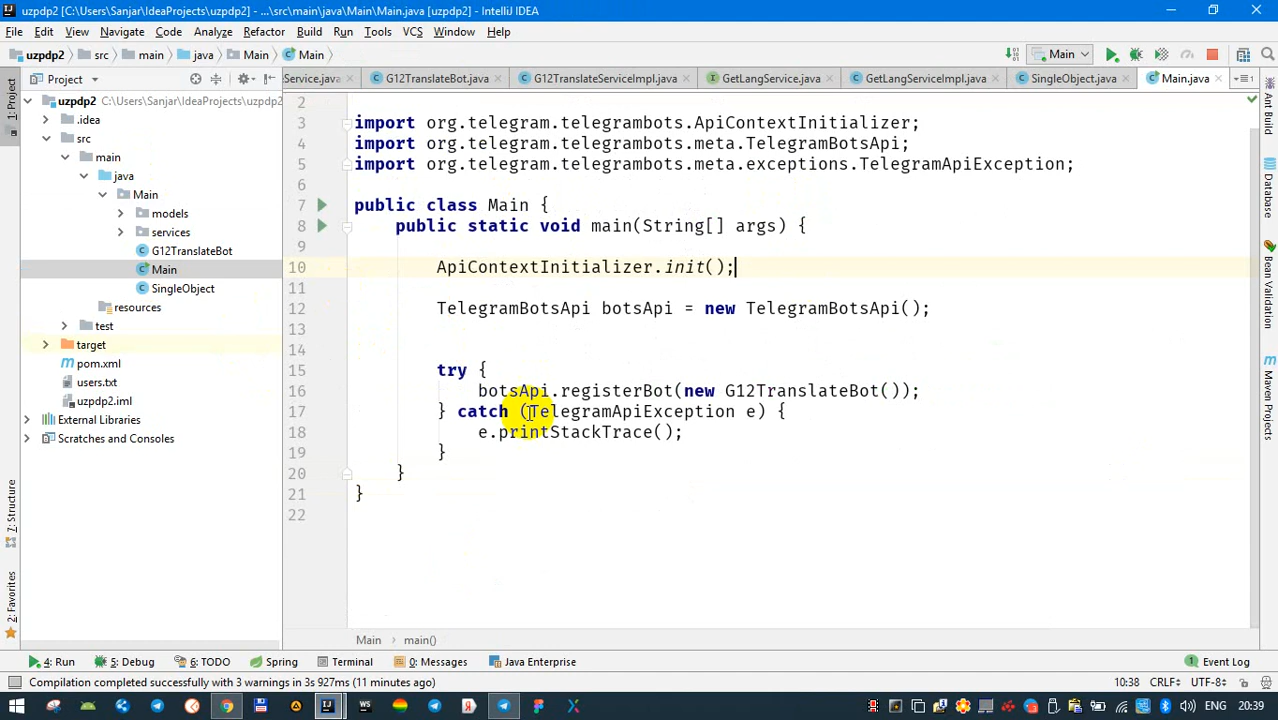 uzpdp2 [C:\Users\Sanjar\IdeaProjects\uzpdp2] - ...\src\main\java\Main\Main.java [uzpdp2] - IntelliJ IDEA
File Edit View Navigate Code Analyze Refactor Build Run Tools VCS Window Help
uzpdp2 src main java Main Main Main
Project Service.java G12TranslateBot.java G12TranslateServiceImpl.java GetLangService.java GetLangServiceImpl.java SingleObject.java Main.java
1: Project
uzpdp2 C:\Users\Sanjar\IdeaProjects\uzpdp2
.idea
src
main
java
Main
models
services
G12TranslateBot
Main
SingleObject
resources
test
target
pom.xml
users.txt
uzpdp2.iml
External Libraries
Scratches and Consoles
7: Structure
2: Favorites
2
3 import org.telegram.telegrambots.ApiContextInitializer;
4 import org.telegram.telegrambots.meta.TelegramBotsApi;
5 import org.telegram.telegrambots.meta.exceptions.TelegramApiException;
6
7 public class Main {
8 public static void main(String[] args) {
9
10 ApiContextInitializer.init();
11
12 TelegramBotsApi botsApi = new TelegramBotsApi();
13
14
15 try {
16 botsApi.registerBot(new G12TranslateBot());
17 } catch (TelegramApiException e) {
18 e.printStackTrace();
19 }
20 }
21 }
22
Ant Build
Database
Bean Validation
Maven
Main main()
4: Run 5: Debug 6: TODO Spring Terminal 0: Messages Java Enterprise 1 Event Log
Compilation completed successfully with 3 warnings in 3 s 927ms (11 minutes ago) 10:38 CRLF UTF-8
WS ENG 20:39